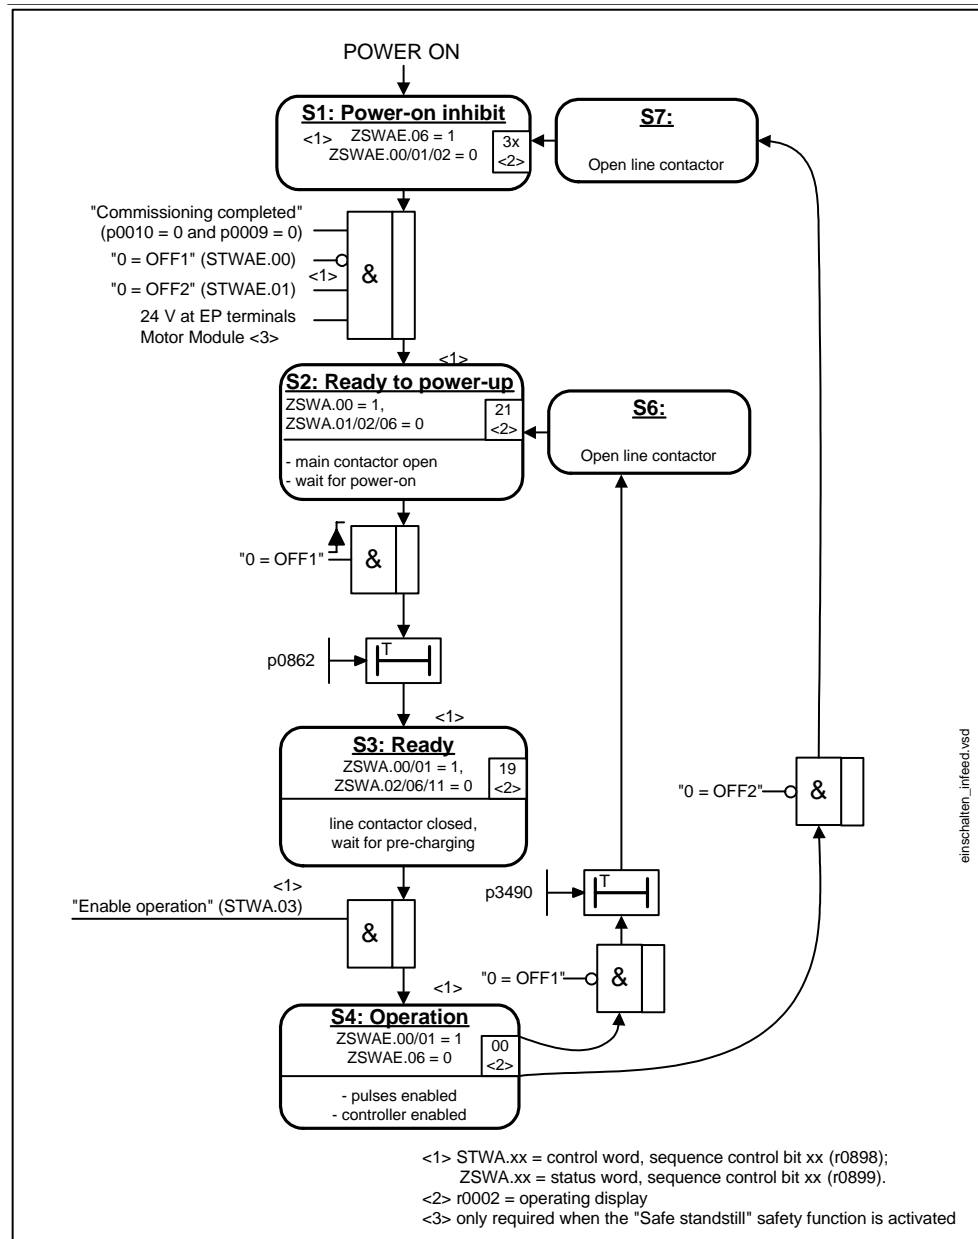 POWER ON
S1: Power-on inhibit
<1> ZSWAE.06 = 1
ZSWAE.00/01/02 = 0
3x
<2>
S7:
Open line contactor
"Commissioning completed"
(p0010 = 0 and p0009 = 0)
"0 = OFF1" (STWAE.00)
<1>
"0 = OFF2" (STWAE.01)
24 V at EP terminals
Motor Module <3>
&
<1>
S2: Ready to power-up
ZSWA.00 = 1,
ZSWA.01/02/06 = 0
21
<2>
- main contactor open
- wait for power-on
S6:
Open line contactor
"0 = OFF1"
&
p0862
T
<1>
S3: Ready
ZSWA.00/01 = 1,
ZSWA.02/06/11 = 0
19
<2>
line contactor closed,
wait for pre-charging
"0 = OFF2"
&
einschalten_infeed.vsd
<1>
"Enable operation" (STWA.03)
&
p3490
T
"0 = OFF1"
&
<1>
S4: Operation
ZSWAE.00/01 = 1
ZSWAE.06 = 0
00
<2>
- pulses enabled
- controller enabled
<1> STWA.xx = control word, sequence control bit xx (r0898);
ZSWA.xx = status word, sequence control bit xx (r0899).
<2> r0002 = operating display
<3> only required when the "Safe standstill" safety function is activated